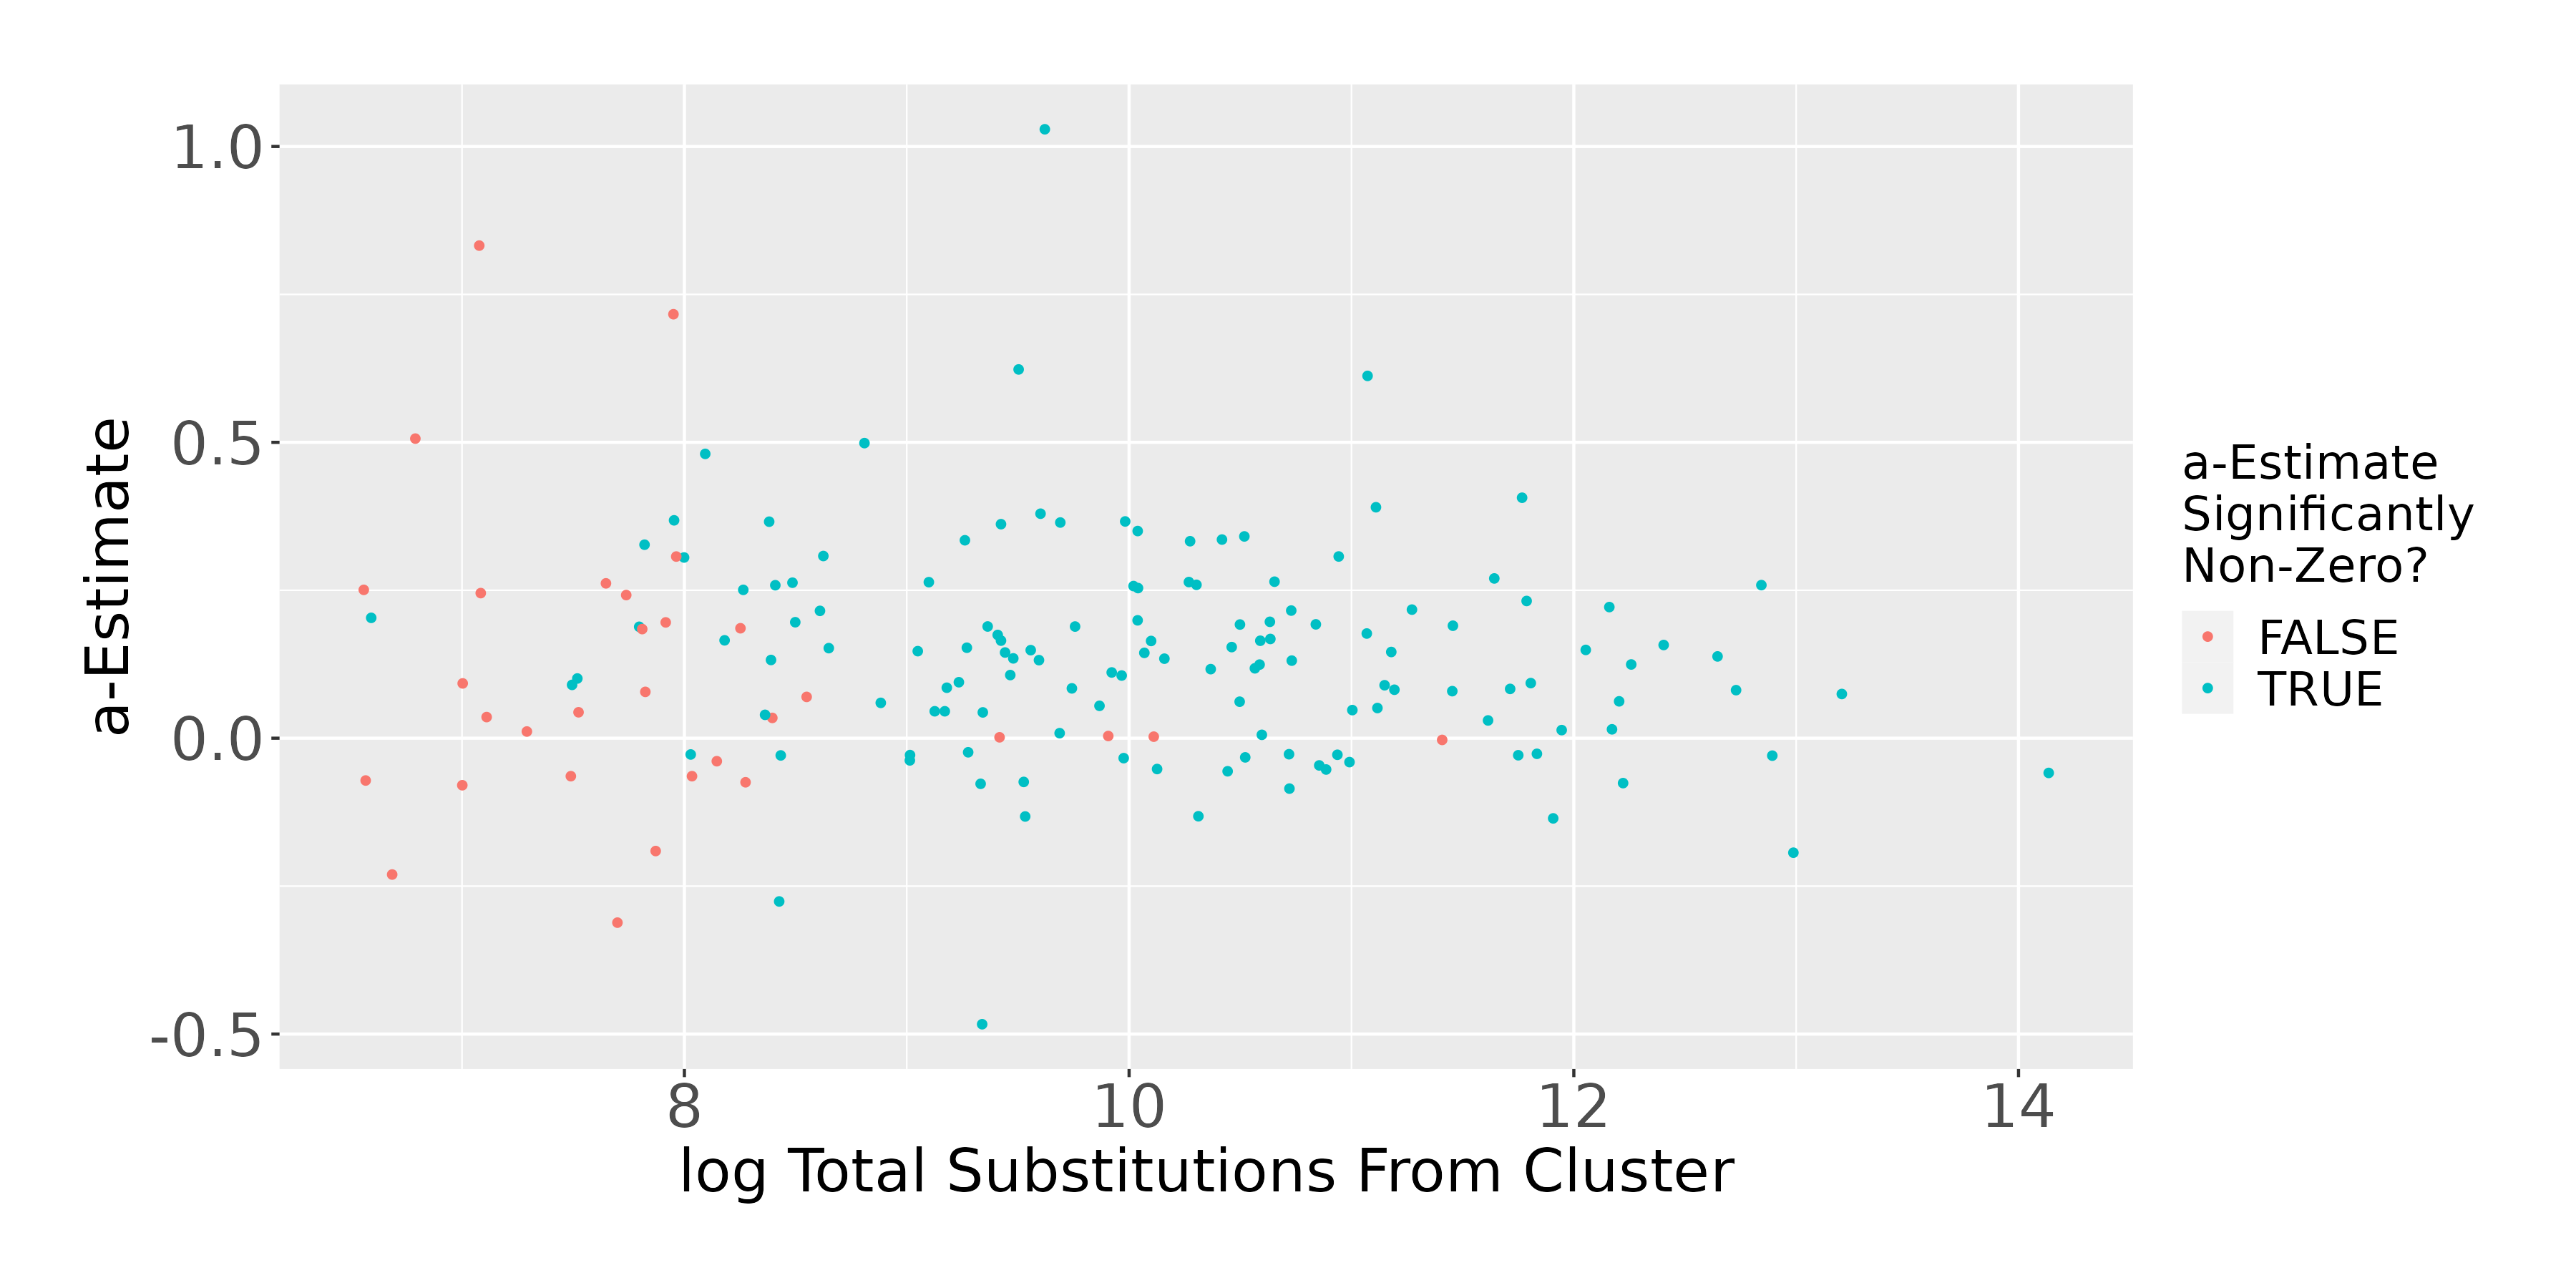 1.0
0.5
0.0
-0.5
a-Estimate
8 10 12 14
log Total Substitutions From Cluster
a-Estimate
Significantly
Non-Zero?
FALSE
TRUE